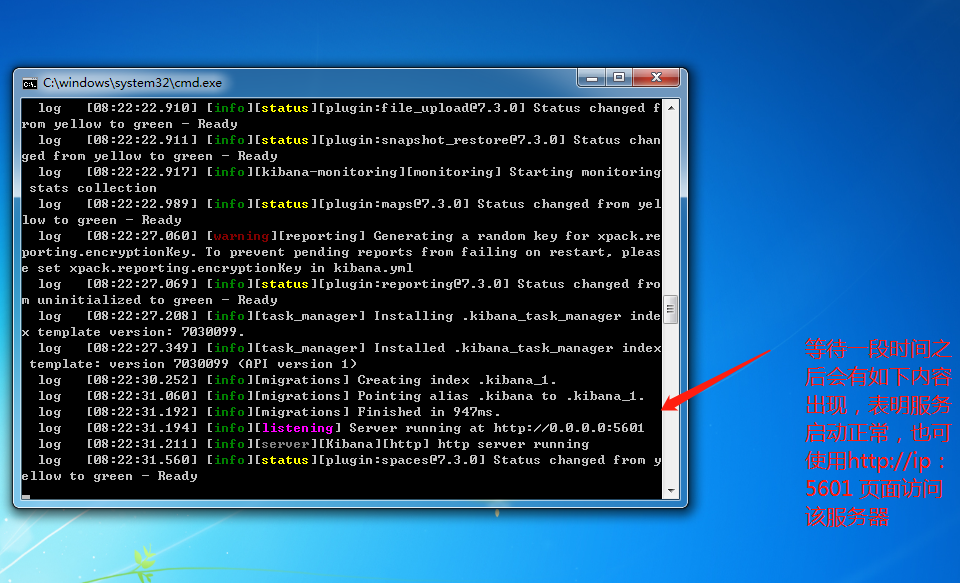 C:\windows\system32\cmd.exe
log [08:22:22.910] [info][status][plugin:file_upload@7.3.0] Status changed f
rom yellow to green - Ready
log [08:22:22.911] [info][status][plugin:snapshot_restore@7.3.0] Status chan
ged from yellow to green - Ready
log [08:22:22.917] [info][kibana-monitoring][monitoring] Starting monitoring
stats collection
log [08:22:22.989] [info][status][plugin:maps@7.3.0] Status changed from yel
low to green - Ready
log [08:22:27.060] [warning][reporting] Generating a random key for xpack.re
porting.encryptionKey. To prevent pending reports from failing on restart, pleas
e set xpack.reporting.encryptionKey in kibana.yml
log [08:22:27.069] [info][status][plugin:reporting@7.3.0] Status changed fro
m uninitialized to green - Ready
log [08:22:27.208] [info][task_manager] Installing .kibana_task_manager inde
x template version: 7030099.
log [08:22:27.349] [info][task_manager] Installed .kibana_task_manager index
template: version 7030099 (API version 1)
log [08:22:30.252] [info][migrations] Creating index .kibana_1.
log [08:22:31.060] [info][migrations] Pointing alias .kibana to .kibana_1.
log [08:22:31.192] [info][migrations] Finished in 947ms.
log [08:22:31.194] [info][listening] Server running at http://0.0.0.0:5601
log [08:22:31.211] [info][server][Kibana][http] http server running
log [08:22:31.560] [info][status][plugin:spaces@7.3.0] Status changed from y
ellow to green - Ready
等待一段时间之
后会有如下内容
出现，表明服务
启动正常，也可
使用http://ip：
5601 页面访问
该服务器